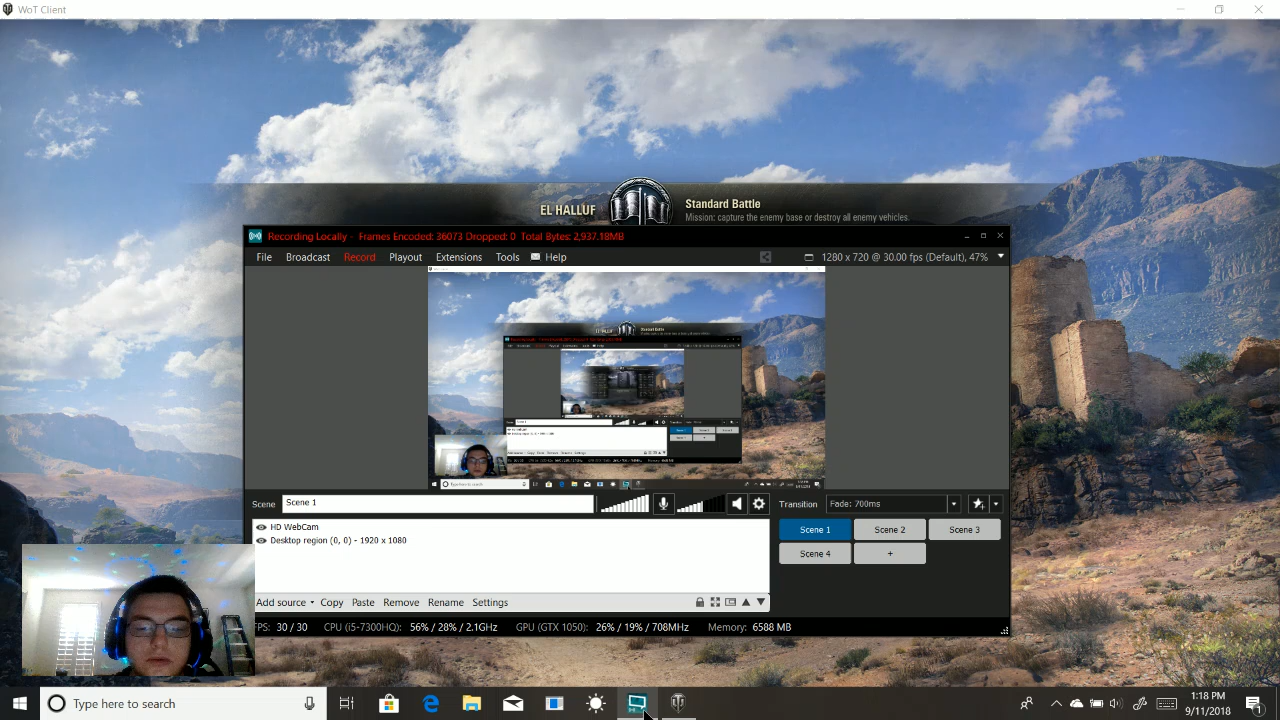 WoT Client
EL HALLUF
Standard Battle
Mission: capture the enemy base or destroy all enemy vehicles.
Recording Locally - Frames Encoded: 36073 Dropped: 0 Total Bytes: 2,937.18MB
File Broadcast Record Playout Extensions Tools Help
1280 x 720 @ 30.00 fps (Default), 47%
Scene Scene 1
Transition Fade: 700ms
HD WebCam
Desktop region (0, 0) - 1920 x 1080
Scene 1 Scene 2 Scene 3
Scene 4 +
Add source Copy Paste Remove Rename Settings
FPS: 30 / 30 CPU (i5-7300HQ): 56% / 28% / 2.1GHz GPU (GTX 1050): 26% / 19% / 708MHz Memory: 6588 MB
Type here to search
1:18 PM
9/11/2018